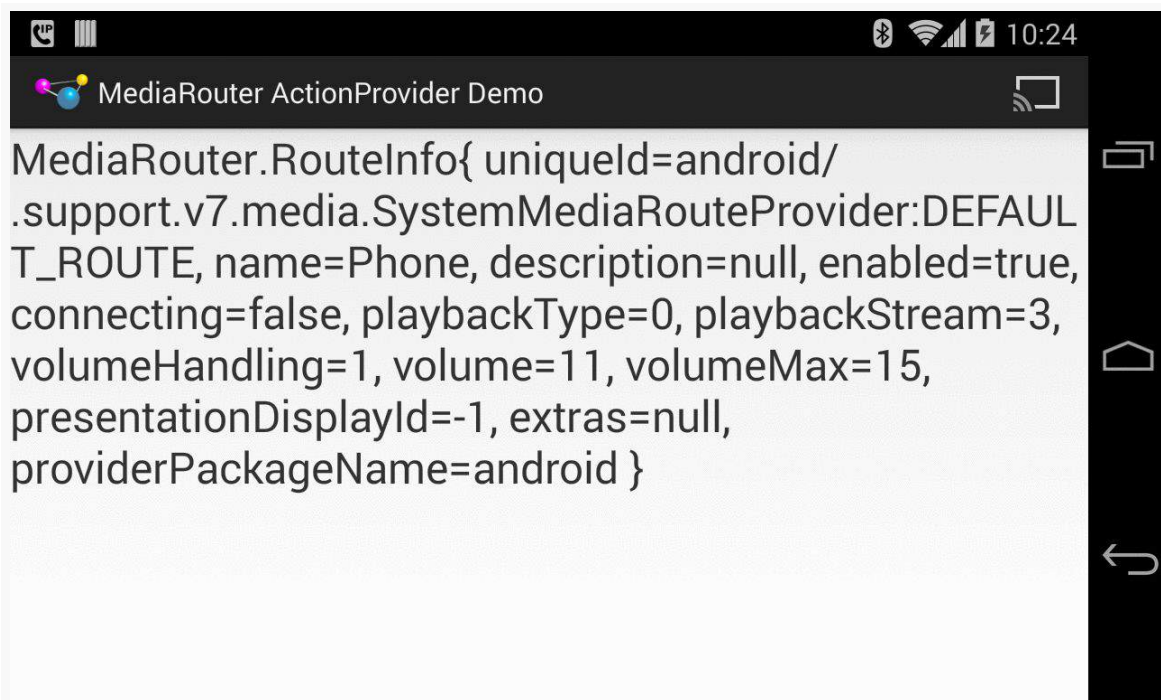 IP
10:24
MediaRouter ActionProvider Demo
MediaRouter.RouteInfo{ uniqueId=android/
.support.v7.media.SystemMediaRouteProvider:DEFAUL
T_ROUTE, name=Phone, description=null, enabled=true,
connecting=false, playbackType=0, playbackStream=3,
volumeHandling=1, volume=11, volumeMax=15,
presentationDisplayId=-1, extras=null,
providerPackageName=android }